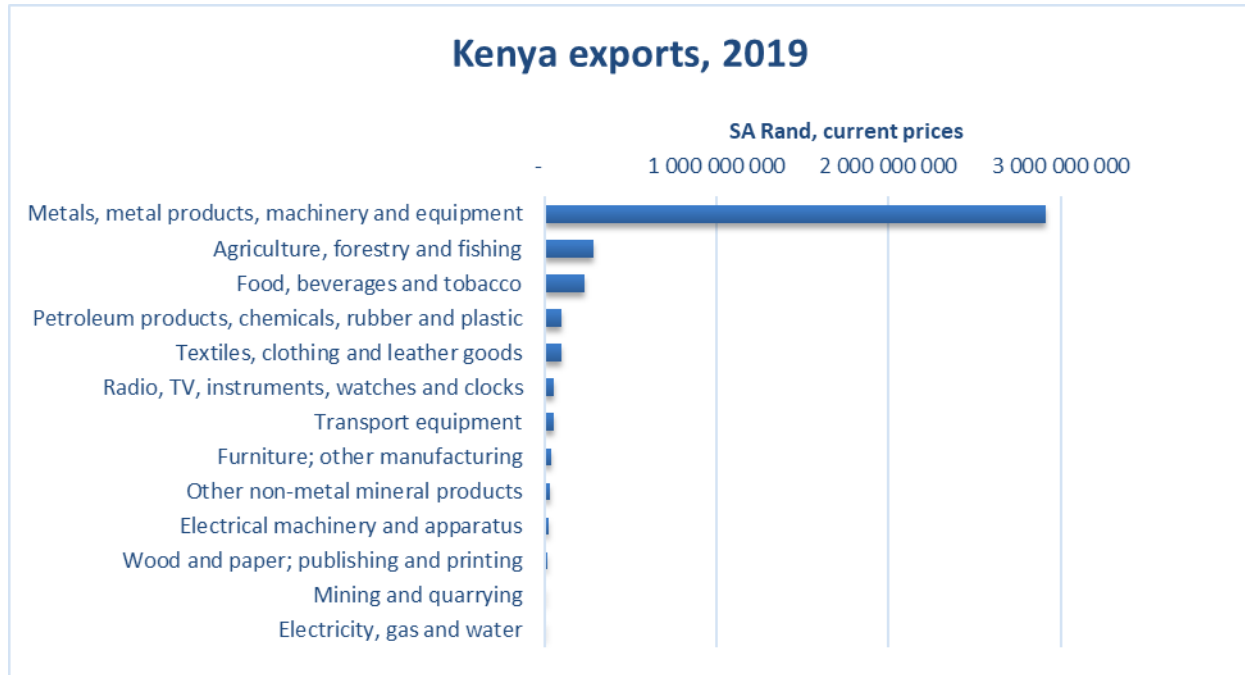 Kenya exports, 2019
SA Rand, current prices
- 1 000 000 000 2 000 000 000 3 000 000 000
Metals, metal products, machinery and equipment
Agriculture, forestry and fishing
Food, beverages and tobacco
Petroleum products, chemicals, rubber and plastic
Textiles, clothing and leather goods
Radio, TV, instruments, watches and clocks
Transport equipment
Furniture; other manufacturing
Other non-metal mineral products
Electrical machinery and apparatus
Wood and paper; publishing and printing
Mining and quarrying
Electricity, gas and water